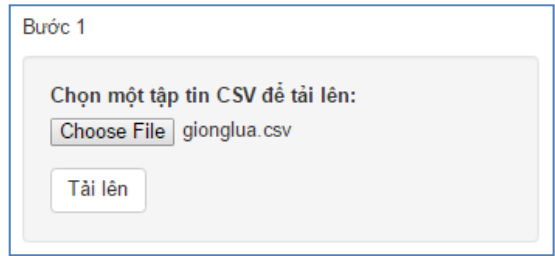 Bước 1
Chọn một tập tin CSV để tải lên:
Choose File gionglua.csv
Tải lên